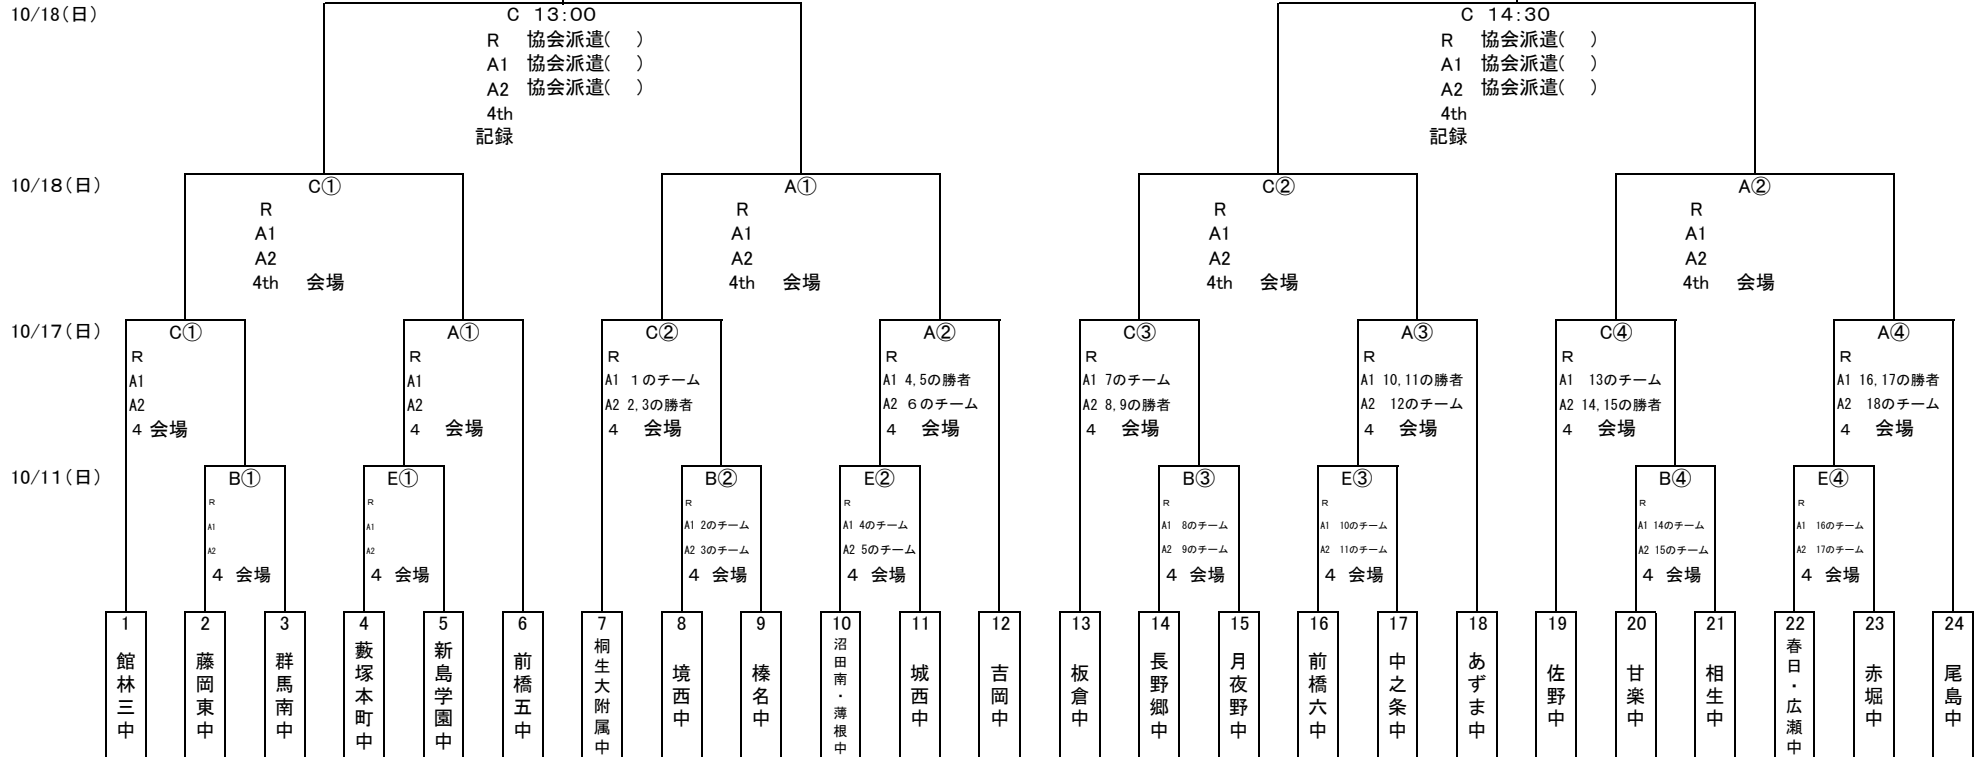 10/18(日)
C 13:00 C 14:30
R 協会派遣( ) R 協会派遣( )
A1 協会派遣( ) A1 協会派遣( )
A2 協会派遣( ) A2 協会派遣( )
4th 4th
記録 記録
10/18(日) C① A① C② A②
R R R R
A1 A1 A1 A1
A2 A2 A2 A2
4th 会場 4th 会場 4th 会場 4th 会場
10/17(日) C① A① C② A② C③ A③ C④ A④
R R R R R R R R
A1 A1 A1 1のチーム A1 4,5の勝者 A1 7のチーム A1 10,11の勝者 A1 13のチーム A1 16,17の勝者
A2 A2 A2 2,3の勝者 A2 6のチーム A2 8,9の勝者 A2 12のチーム A2 14,15の勝者 A2 18のチーム
4 会場 4 会場 4 会場 4 会場 4 会場 4 会場 4 会場 4 会場
10/11(日) B① E① B② E② B③ E③ B④ E④
R R R R R R R R
A1 A1 A1 2のチーム A1 4のチーム A1 8のチーム A1 10のチーム A1 14のチーム A1 16のチーム
A2 A2 A2 3のチーム A2 5のチーム A2 9のチーム A2 11のチーム A2 15のチーム A2 17のチーム
4 会場 4 会場 4 会場 4 会場 4 会場 4 会場 4 会場 4 会場
1 館林三中
2 藤岡東中
3 群馬南中
4 藪塚本町中
5 新島学園中
6 前橋五中
7 桐生大附属中
8 境西中
9 榛名中
10 沼田南・薄根中
11 城西中
12 吉岡中
13 板倉中
14 長野郷中
15 月夜野中
16 前橋六中
17 中之条中
18 あずま中
19 佐野中
20 甘楽中
21 相生中
22 春日・広瀬中
23 赤堀中
24 尾島中